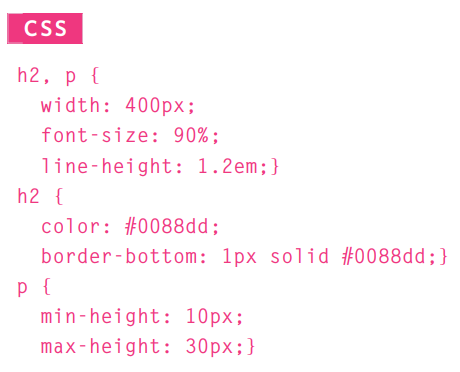 CSS
h2, p {
  width: 400px;
  font-size: 90%;
  line-height: 1.2em;}
h2 {
  color: #0088dd;
  border-bottom: 1px solid #0088dd;}
p {
  min-height: 10px;
  max-height: 30px;}